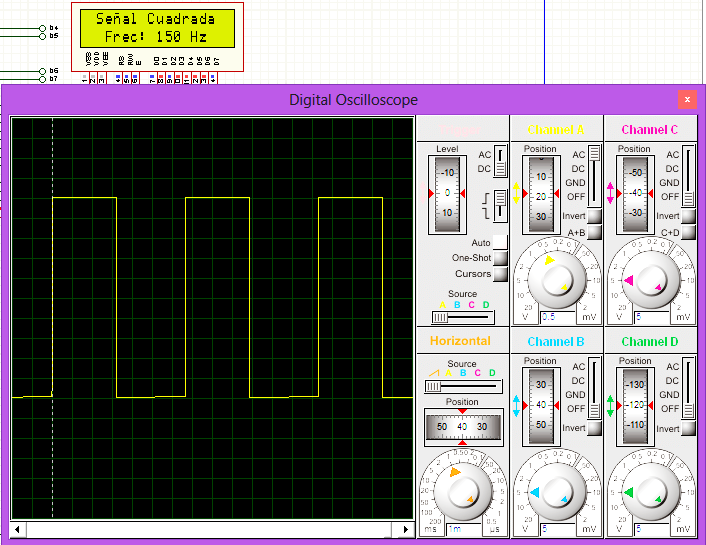 b4
b5
Señal Cuadrada
Frec: 150 Hz
b6
b7
VSS VDD VEE RS RW E D0 D1 D2 D3 D4 D5 D6 D7
Digital Oscilloscope
x
Channel A
Channel C
Level
-10
0
10
AC
DC
Auto
One-Shot
Cursors
Source
A B C D
Position
10
20
30
AC
DC
GND
OFF
Invert
A+B
V
0.5
mV
Position
-50
-40
-30
AC
DC
GND
OFF
Invert
C+D
V
5
mV
Horizontal
Channel B
Channel D
Source
A B C D
Position
50 40 30
ms
1m
µs
Position
30
40
50
AC
DC
GND
OFF
Invert
V
5
mV
Position
-130
-120
-110
AC
DC
GND
OFF
Invert
V
5
mV